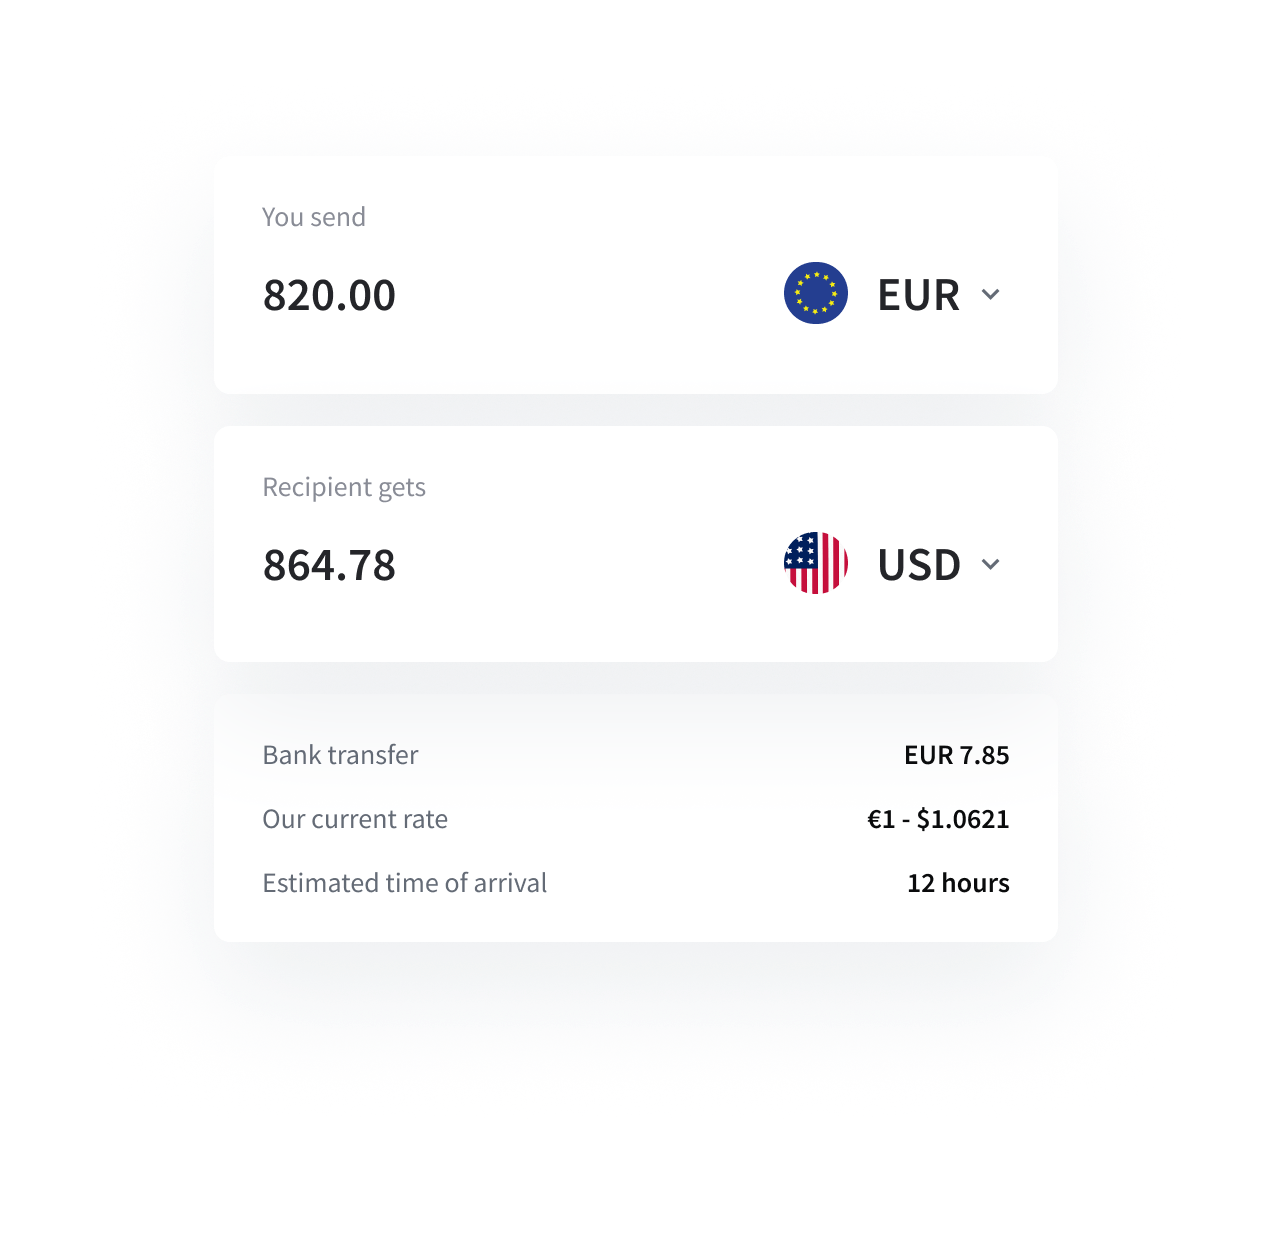 You send
820.00 EUR
Recipient gets
864.78 USD
Bank transfer EUR 7.85
Our current rate €1 - $1.0621
Estimated time of arrival 12 hours